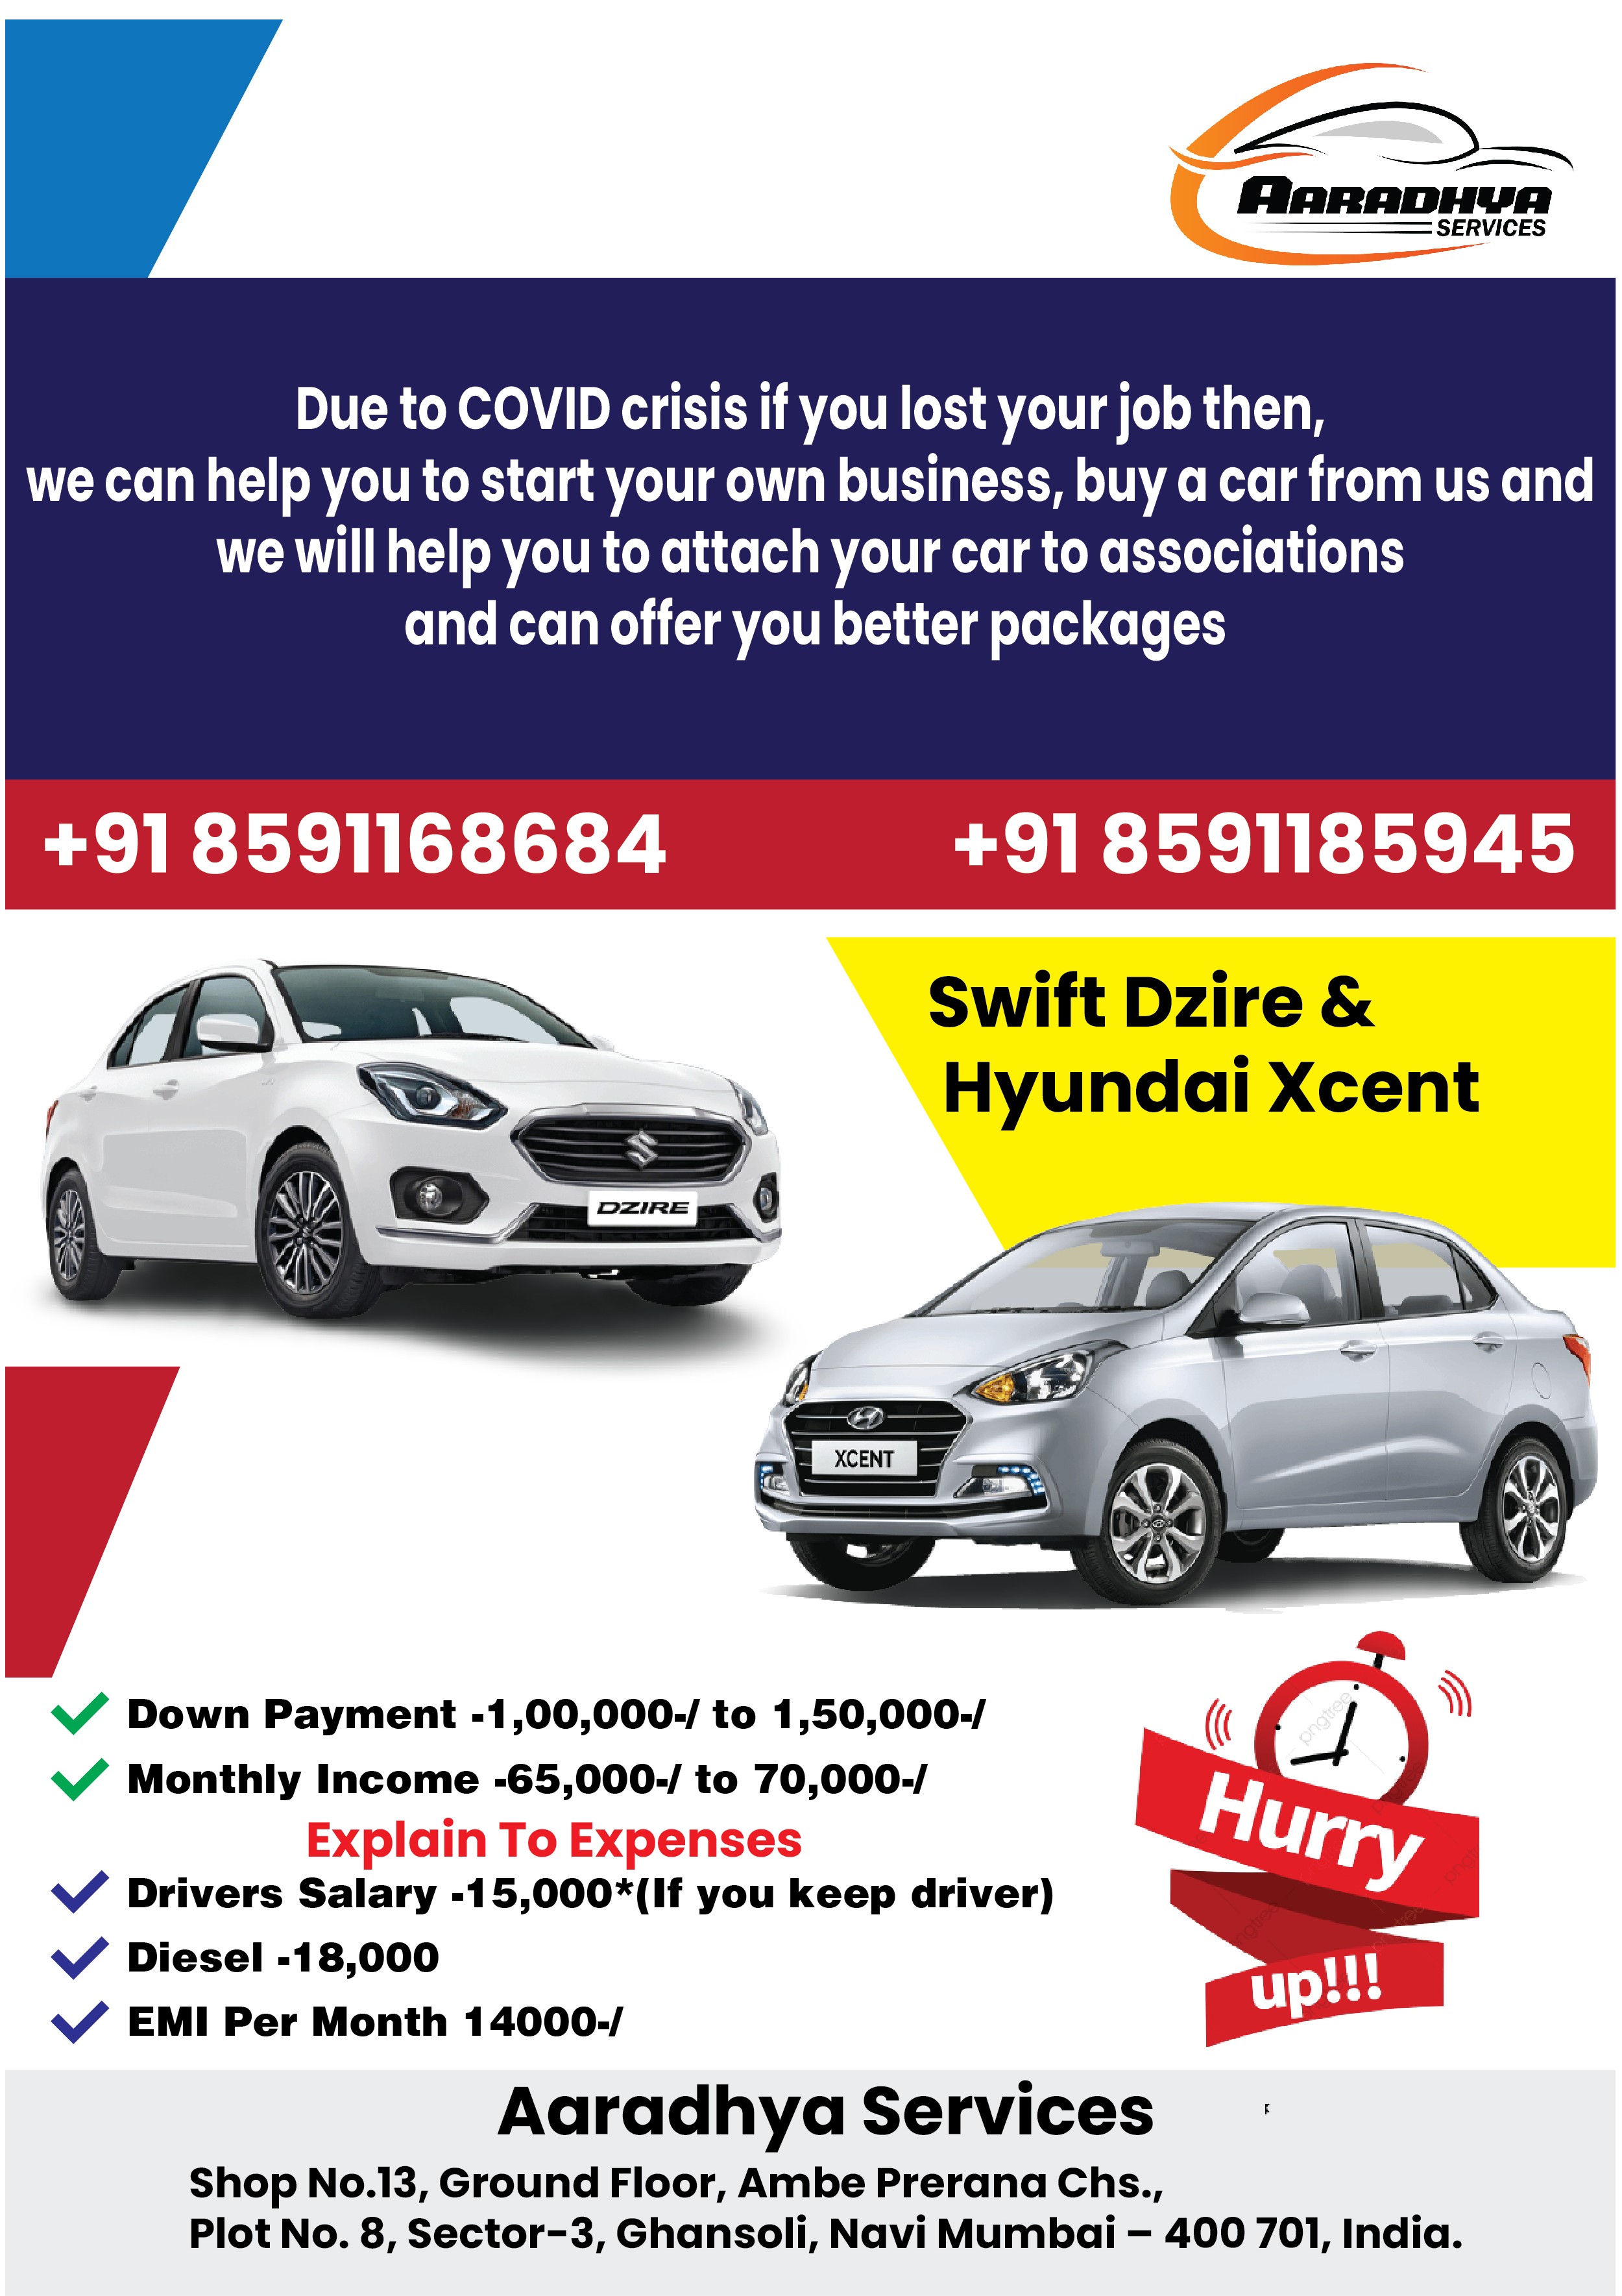 AARADHYA
SERVICES
Due to COVID crisis if you lost your job then,
we can help you to start your own business, buy a car from us and
we will help you to attach your car to associations
and can offer you better packages
+91 8591168684
+91 8591185945
Swift Dzire &
Hyundai Xcent
DZIRE
XCENT
Down Payment -1,00,000-/ to 1,50,000-/
Monthly Income -65,000-/ to 70,000-/
Explain To Expenses
Drivers Salary -15,000*(If you keep driver)
Diesel -18,000
EMI Per Month 14000-/
pngtree
Hurry
up!!!
Aaradhya Services
Shop No.13, Ground Floor, Ambe Prerana Chs.,
Plot No. 8, Sector-3, Ghansoli, Navi Mumbai – 400 701, India.